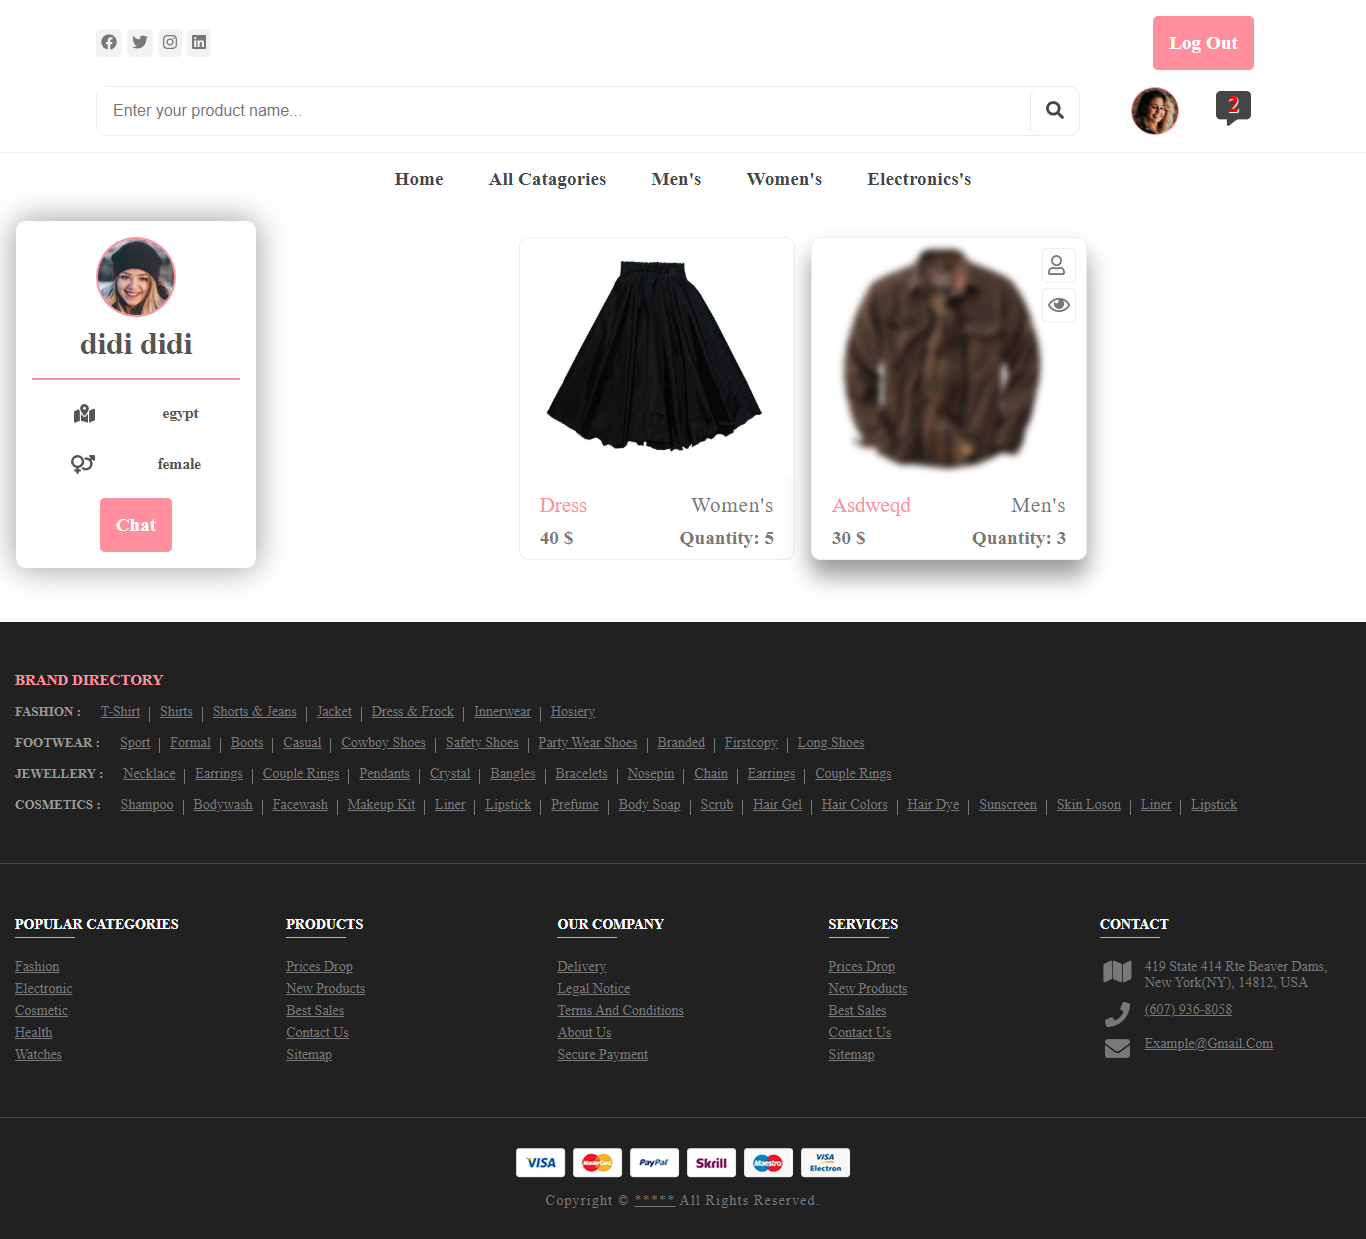 Log Out
Enter your product name...
2
Home All Catagories Men's Women's Electronics's
didi didi
egypt
female
Chat
Dress Women's
40 $ Quantity: 5
Asdweqd Men's
30 $ Quantity: 3
BRAND DIRECTORY
FASHION : T-Shirt | Shirts | Shorts & Jeans | Jacket | Dress & Frock | Innerwear | Hosiery
FOOTWEAR : Sport | Formal | Boots | Casual | Cowboy Shoes | Safety Shoes | Party Wear Shoes | Branded | Firstcopy | Long Shoes
JEWELLERY : Necklace | Earrings | Couple Rings | Pendants | Crystal | Bangles | Bracelets | Nosepin | Chain | Earrings | Couple Rings
COSMETICS : Shampoo | Bodywash | Facewash | Makeup Kit | Liner | Lipstick | Prefume | Body Soap | Scrub | Hair Gel | Hair Colors | Hair Dye | Sunscreen | Skin Loson | Liner | Lipstick
POPULAR CATEGORIES
Fashion
Electronic
Cosmetic
Health
Watches
PRODUCTS
Prices Drop
New Products
Best Sales
Contact Us
Sitemap
OUR COMPANY
Delivery
Legal Notice
Terms And Conditions
About Us
Secure Payment
SERVICES
Prices Drop
New Products
Best Sales
Contact Us
Sitemap
CONTACT
419 State 414 Rte Beaver Dams,
New York(NY), 14812, USA
(607) 936-8058
Example@Gmail.Com
VISA MasterCard PayPal Skrill Maestro VISA Electron
Copyright © ***** All Rights Reserved.